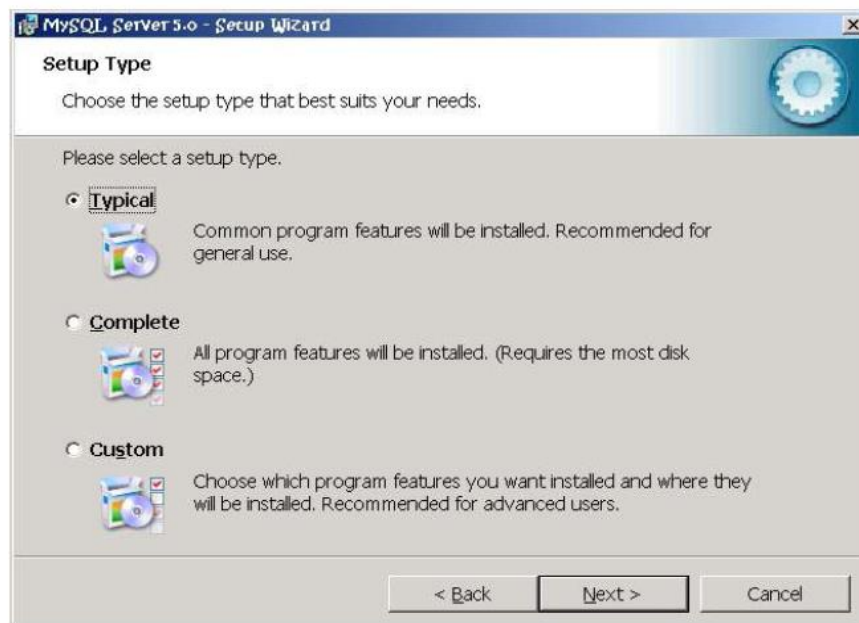 MySQL Server 5.0 - Setup Wizard
Setup Type
Choose the setup type that best suits your needs.
Please select a setup type.
Typical
Common program features will be installed. Recommended for
general use.
Complete
All program features will be installed. (Requires the most disk
space.)
Custom
Choose which program features you want installed and where they
will be installed. Recommended for advanced users.
< Back
Next >
Cancel